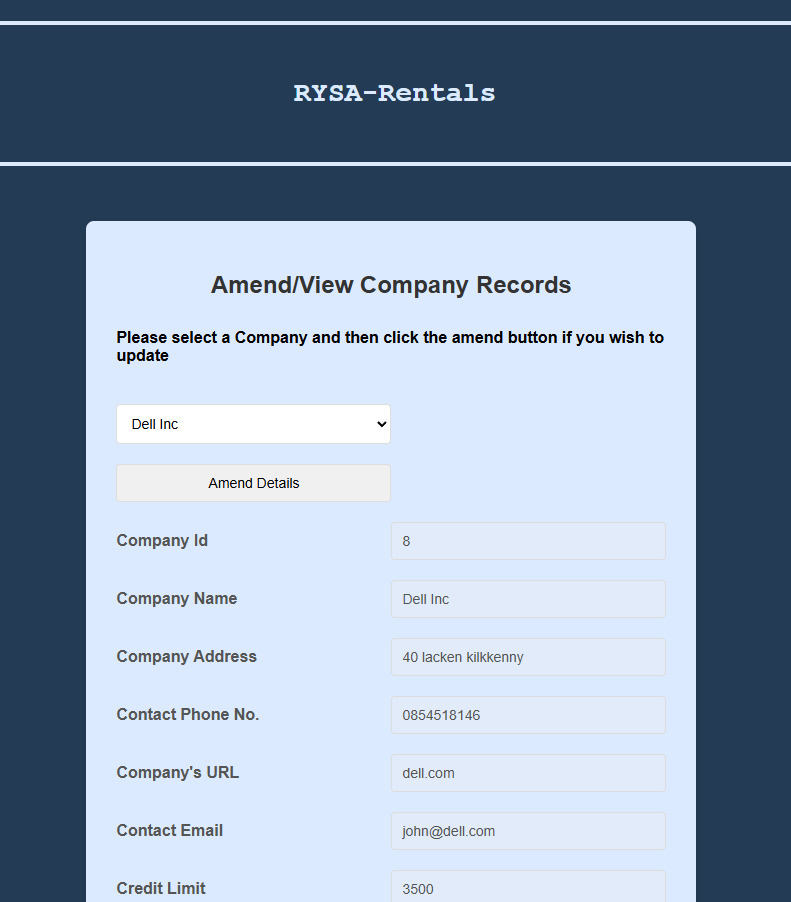 RYSA-Rentals
Amend/View Company Records
Please select a Company and then click the amend button if you wish to
update
Dell Inc
Amend Details
Company Id 8
Company Name Dell Inc
Company Address 40 lacken kilkkenny
Contact Phone No. 0854518146
Company's URL dell.com
Contact Email john@dell.com
Credit Limit 3500